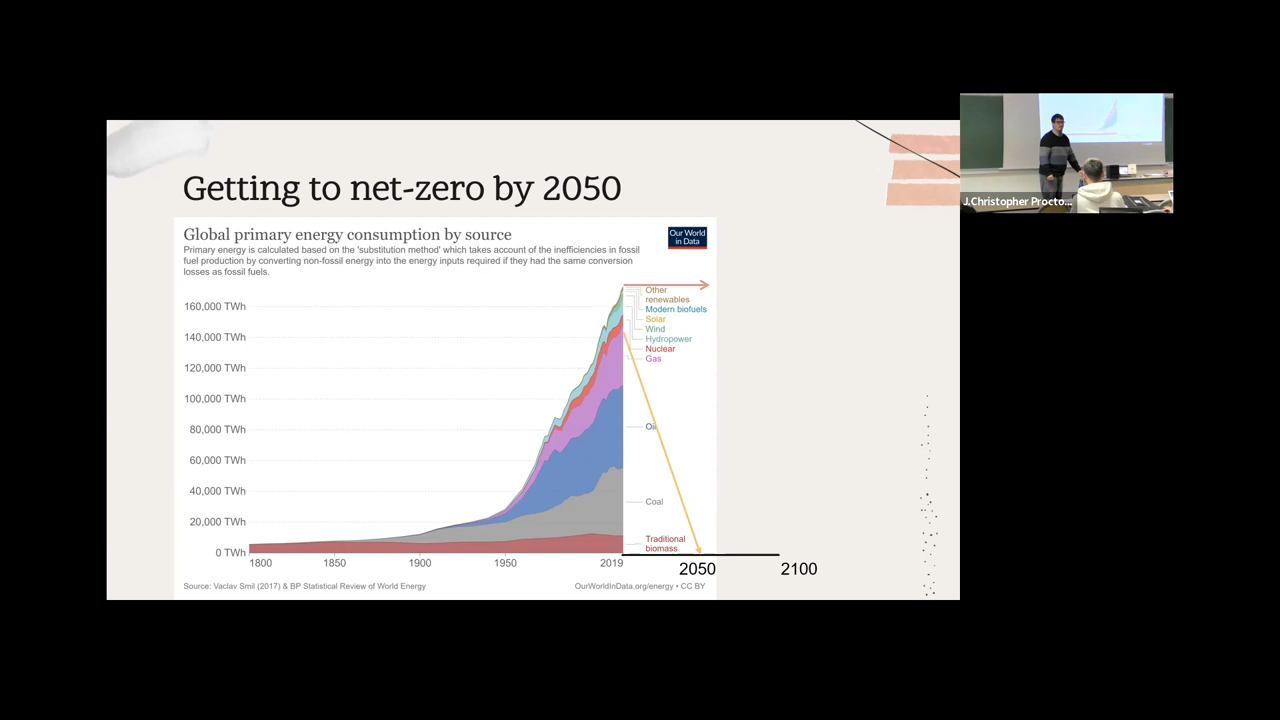 Getting to net-zero by 2050
Global primary energy consumption by source
Our World
in Data
Primary energy is calculated based on the 'substitution method' which takes account of the inefficiencies in fossil
fuel production by converting non-fossil energy into the energy inputs required if they had the same conversion
losses as fossil fuels.
160,000 TWh
140,000 TWh
120,000 TWh
100,000 TWh
80,000 TWh
60,000 TWh
40,000 TWh
20,000 TWh
0 TWh
Other
renewables
Modern biofuels
Solar
Wind
Hydropower
Nuclear
Gas
Oil
Coal
Traditional
biomass
1800
1850
1900
1950
2019
2050
2100
Source: Vaclav Smil (2017) & BP Statistical Review of World Energy
OurWorldInData.org/energy • CC BY
J.Christopher Procto...